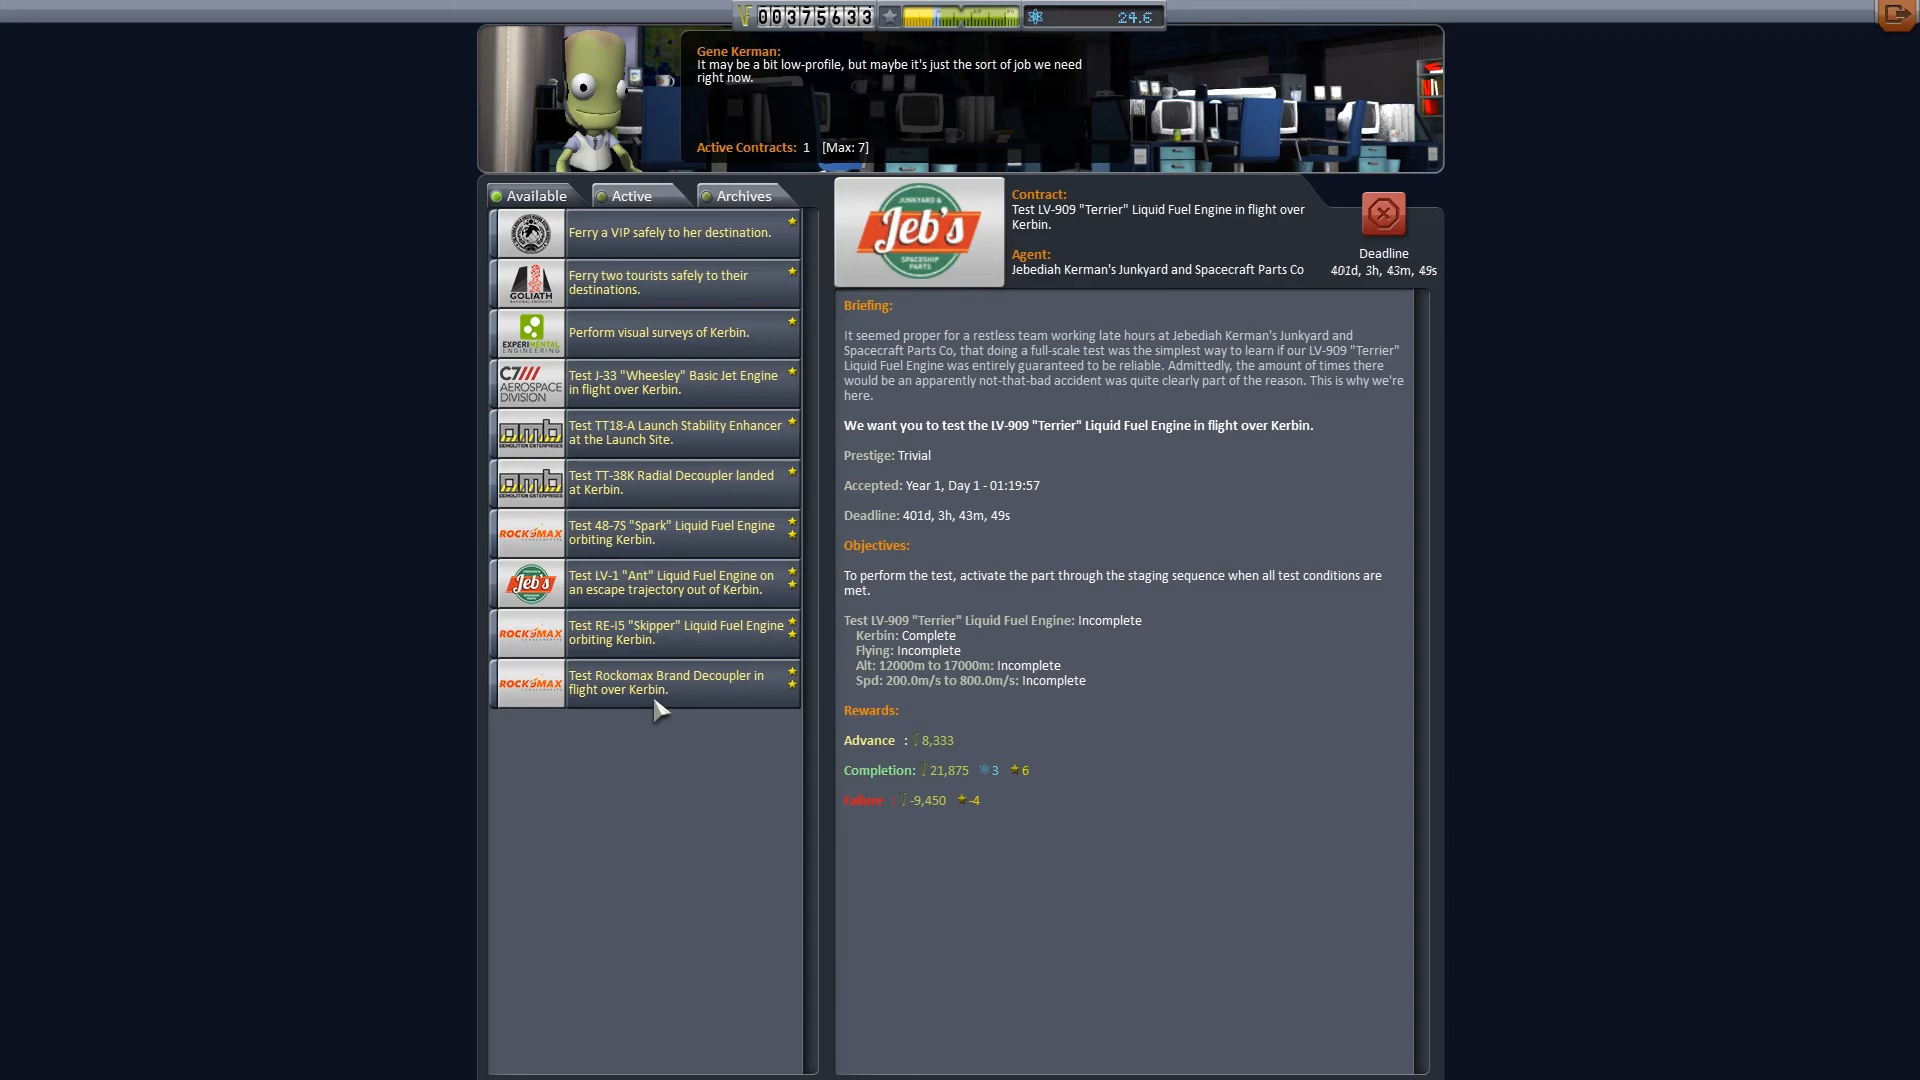 00375633
24.6
Gene Kerman:
It may be a bit low-profile, but maybe it's just the sort of job we need
right now.
Active Contracts: 1 [Max: 7]
Available
Active
Archives
Ferry a VIP safely to her destination.
GOLIATH
NATIONAL PRODUCTS
Ferry two tourists safely to their
destinations.
EXPERIMENTAL
ENGINEERING
Perform visual surveys of Kerbin.
C7///
AEROSPACE
DIVISION
Test J-33 "Wheesley" Basic Jet Engine
in flight over Kerbin.
OMB
DEMOLITION ENTERPRISES
Test TT18-A Launch Stability Enhancer
at the Launch Site.
OMB
DEMOLITION ENTERPRISES
Test TT-38K Radial Decoupler landed
at Kerbin.
ROCKOMAX
Test 48-7S "Spark" Liquid Fuel Engine
orbiting Kerbin.
Jeb's
Test LV-1 "Ant" Liquid Fuel Engine on
an escape trajectory out of Kerbin.
ROCKOMAX
Test RE-I5 "Skipper" Liquid Fuel Engine
orbiting Kerbin.
ROCKOMAX
Test Rockomax Brand Decoupler in
flight over Kerbin.
JUNKYARD &
Jeb's
SPACESHIP
PARTS
Contract:
Test LV-909 "Terrier" Liquid Fuel Engine in flight over
Kerbin.
Agent:
Jebediah Kerman's Junkyard and Spacecraft Parts Co
Deadline
401d, 3h, 43m, 49s
Briefing:
It seemed proper for a restless team working late hours at Jebediah Kerman's Junkyard and
Spacecraft Parts Co, that doing a full-scale test was the simplest way to learn if our LV-909 "Terrier"
Liquid Fuel Engine was entirely guaranteed to be reliable. Admittedly, the amount of times there
would be an apparently not-that-bad accident was quite clearly part of the reason. This is why we're
here.
We want you to test the LV-909 "Terrier" Liquid Fuel Engine in flight over Kerbin.
Prestige: Trivial
Accepted: Year 1, Day 1 - 01:19:57
Deadline: 401d, 3h, 43m, 49s
Objectives:
To perform the test, activate the part through the staging sequence when all test conditions are
met.
Test LV-909 "Terrier" Liquid Fuel Engine: Incomplete
Kerbin: Complete
Flying: Incomplete
Alt: 12000m to 17000m: Incomplete
Spd: 200.0m/s to 800.0m/s: Incomplete
Rewards:
Advance : 8,333
Completion: 21,875 3 6
Failure : -9,450 -4